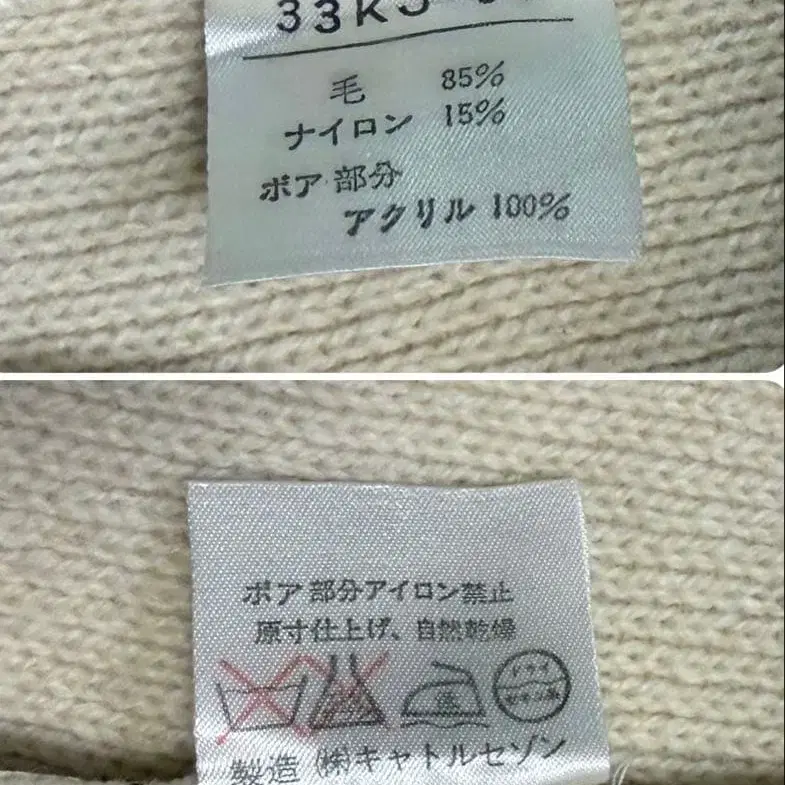 33KJ
毛 85%
ナイロン 15%
ボア部分
アクリル 100%
ボア部分アイロン禁止
原寸仕上げ、自然乾燥
ドライ
製造 (株)キャトルセゾン